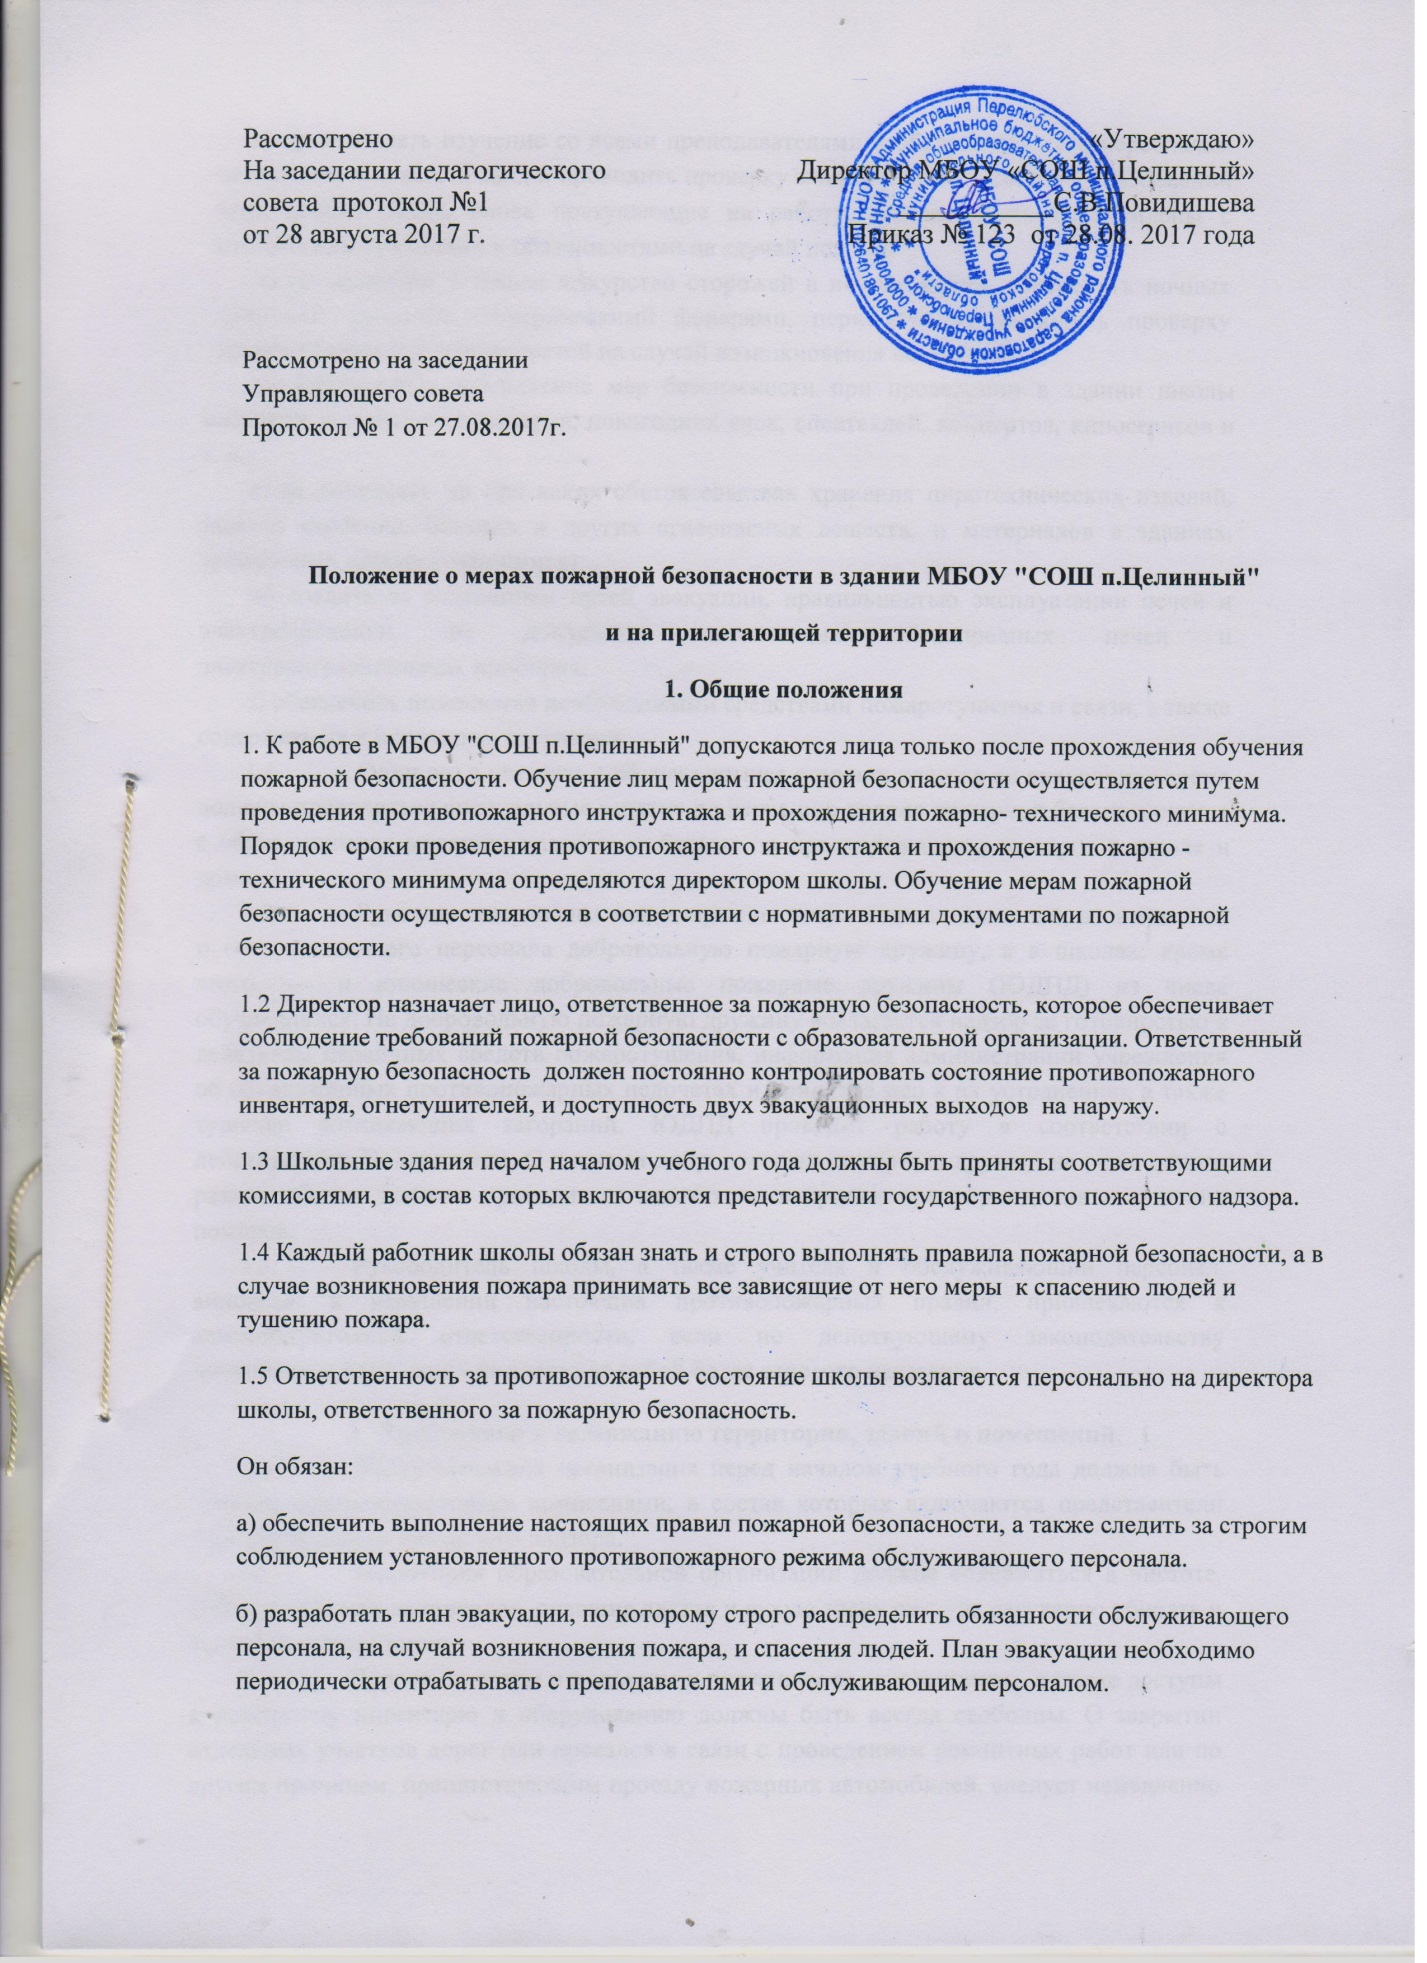 Рассмотрено «Утверждаю»
На заседании педагогического Директор МБОУ «СОШ п.Целинный»
совета протокол №1 С.В.Повидишева
от 28 августа 2017 г. Приказ № 123 от 28.08. 2017 года
Администрация Перелюбского муниципального района Саратовской области
Муниципальное бюджетное общеобразовательное учреждение
МБОУ СОШ
Рассмотрено на заседании
Управляющего совета
Протокол № 1 от 27.08.2017г.
Положение о мерах пожарной безопасности в здании МБОУ "СОШ п.Целинный"
и на прилегающей территории
1. Общие положения
1. К работе в МБОУ "СОШ п.Целинный" допускаются лица только после прохождения обучения
пожарной безопасности. Обучение лиц мерам пожарной безопасности осуществляется путем
проведения противопожарного инструктажа и прохождения пожарно- технического минимума.
Порядок сроки проведения противопожарного инструктажа и прохождения пожарно -
технического минимума определяются директором школы. Обучение мерам пожарной
безопасности осуществляются в соответствии с нормативными документами по пожарной
безопасности.
1.2 Директор назначает лицо, ответственное за пожарную безопасность, которое обеспечивает
соблюдение требований пожарной безопасности с образовательной организации. Ответственный
за пожарную безопасность должен постоянно контролировать состояние противопожарного
инвентаря, огнетушителей, и доступность двух эвакуационных выходов на наружу.
1.3 Школьные здания перед началом учебного года должны быть приняты соответствующими
комиссиями, в состав которых включаются представители государственного пожарного надзора.
1.4 Каждый работник школы обязан знать и строго выполнять правила пожарной безопасности, а в
случае возникновения пожара принимать все зависящие от него меры к спасению людей и
тушению пожара.
1.5 Ответственность за противопожарное состояние школы возлагается персонально на директора
школы, ответственного за пожарную безопасность.
Он обязан:
а) обеспечить выполнение настоящих правил пожарной безопасности, а также следить за строгим
соблюдением установленного противопожарного режима обслуживающего персонала.
б) разработать план эвакуации, по которому строго распределить обязанности обслуживающего
персонала, на случай возникновения пожара, и спасения людей. План эвакуации необходимо
периодически отрабатывать с преподавателями и обслуживающим персоналом.